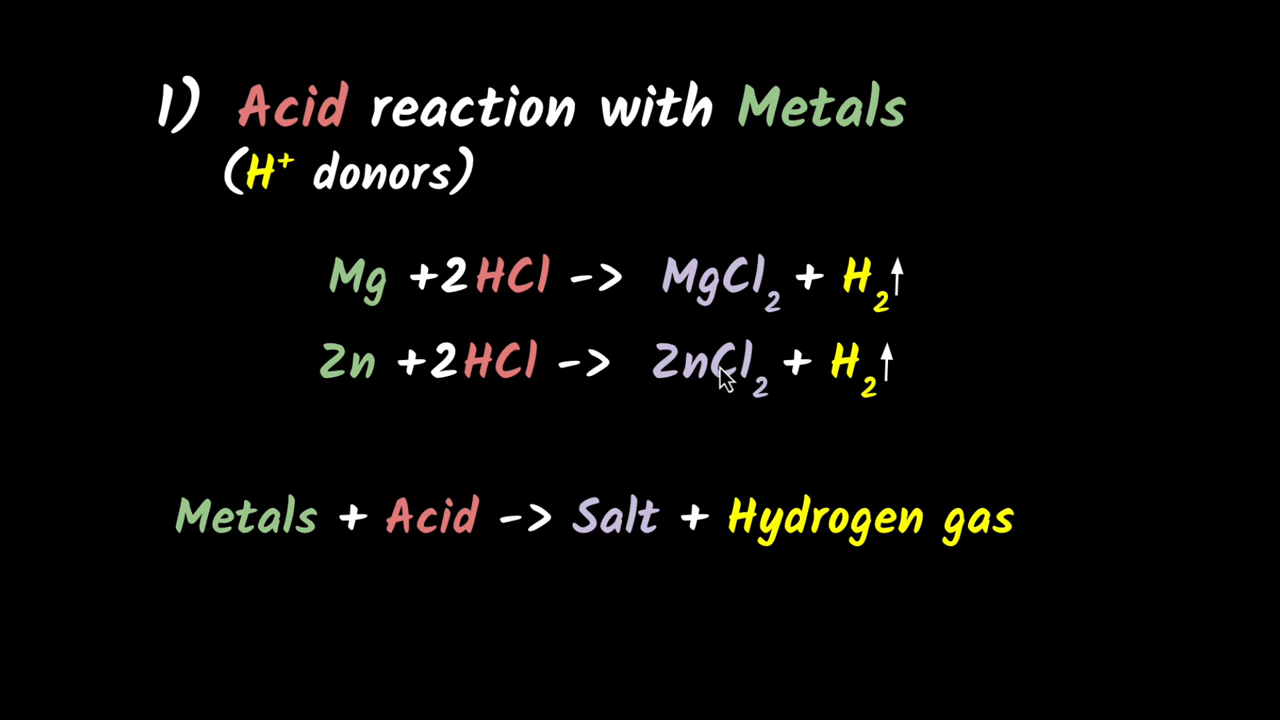 1) Acid reaction with Metals
(H⁺ donors)
Mg +2HCl -> MgCl₂ + H₂↑
Zn +2HCl -> ZnCl₂ + H₂↑
Metals + Acid -> Salt + Hydrogen gas